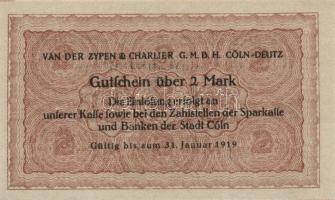 VAN DER ZYPEN & CHARLIER G. M. B. H. CÖLN-DEUTZ
Gutschein über 2 Mark
Die Einlösung erfolgt an
unserer Kasse sowie bei den Zahlstellen der Sparkasse
und Banken der Stadt Cöln
Gültig bis zum 31. Januar 1919